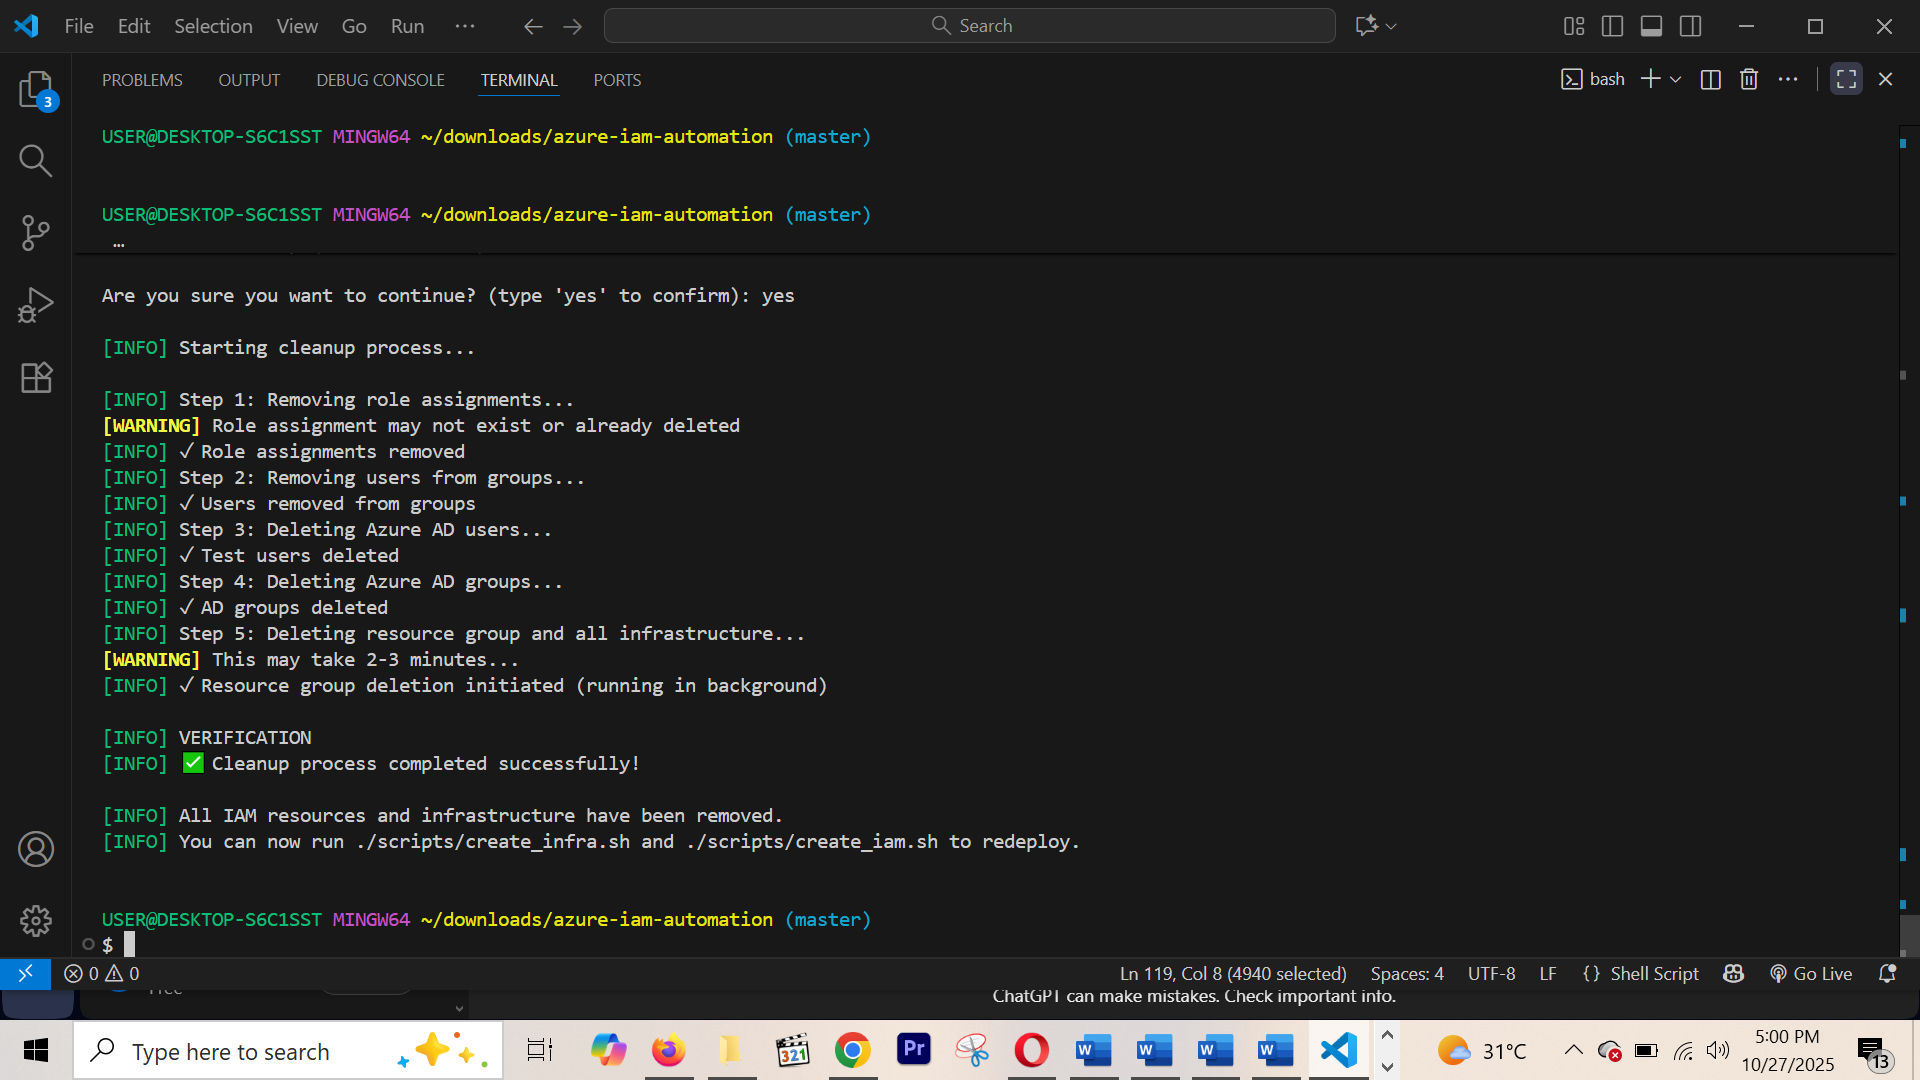 File Edit Selection View Go Run ··· Search
3
PROBLEMS OUTPUT DEBUG CONSOLE TERMINAL PORTS bash
USER@DESKTOP-S6C1SST MINGW64 ~/downloads/azure-iam-automation (master)
USER@DESKTOP-S6C1SST MINGW64 ~/downloads/azure-iam-automation (master)
…
Are you sure you want to continue? (type 'yes' to confirm): yes
[INFO] Starting cleanup process...
[INFO] Step 1: Removing role assignments...
[WARNING] Role assignment may not exist or already deleted
[INFO] ✓ Role assignments removed
[INFO] Step 2: Removing users from groups...
[INFO] ✓ Users removed from groups
[INFO] Step 3: Deleting Azure AD users...
[INFO] ✓ Test users deleted
[INFO] Step 4: Deleting Azure AD groups...
[INFO] ✓ AD groups deleted
[INFO] Step 5: Deleting resource group and all infrastructure...
[WARNING] This may take 2-3 minutes...
[INFO] ✓ Resource group deletion initiated (running in background)
[INFO] VERIFICATION
[INFO] ✅ Cleanup process completed successfully!
[INFO] All IAM resources and infrastructure have been removed.
[INFO] You can now run ./scripts/create_infra.sh and ./scripts/create_iam.sh to redeploy.
USER@DESKTOP-S6C1SST MINGW64 ~/downloads/azure-iam-automation (master)
$
0 0 Ln 119, Col 8 (4940 selected) Spaces: 4 UTF-8 LF {} Shell Script Go Live
ChatGPT can make mistakes. Check important info.
Type here to search 321 Pr W W W W 31°C 5:00 PM
10/27/2025 13